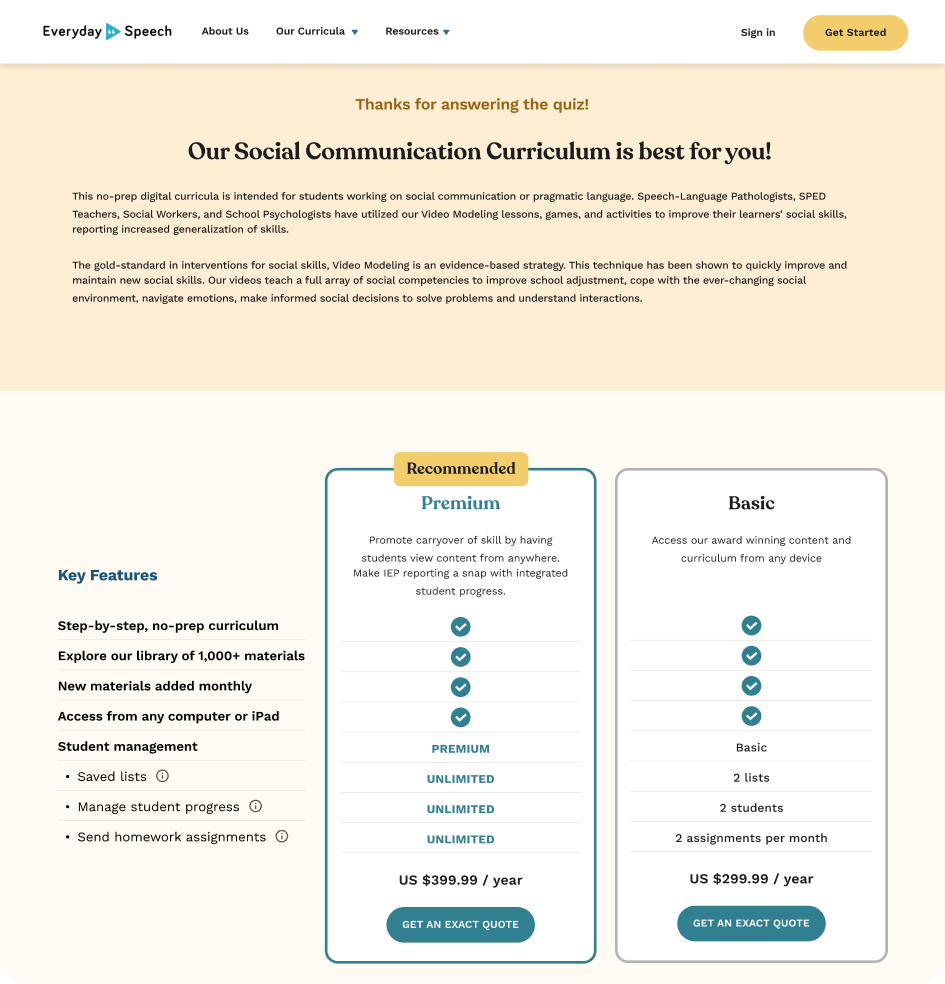 Everyday Speech
About Us
Our Curricula
Resources
Sign in
Get Started
Thanks for answering the quiz!
Our Social Communication Curriculum is best for you!
This no-prep digital curricula is intended for students working on social communication or pragmatic language. Speech-Language Pathologists, SPED
Teachers, Social Workers, and School Psychologists have utilized our Video Modeling lessons, games, and activities to improve their learners' social skills,
reporting increased generalization of skills.
The gold-standard in interventions for social skills, Video Modeling is an evidence-based strategy. This technique has been shown to quickly improve and
maintain new social skills. Our videos teach a full array of social competencies to improve school adjustment, cope with the ever-changing social
environment, navigate emotions, make informed social decisions to solve problems and understand interactions.
Key Features
Step-by-step, no-prep curriculum
Explore our library of 1,000+ materials
New materials added monthly
Access from any computer or iPad
Student management
• Saved lists
• Manage student progress
• Send homework assignments
Recommended
Premium
Promote carryover of skill by having
students view content from anywhere.
Make IEP reporting a snap with integrated
student progress.
PREMIUM
UNLIMITED
UNLIMITED
UNLIMITED
US $399.99 / year
GET AN EXACT QUOTE
Basic
Access our award winning content and
curriculum from any device
Basic
2 lists
2 students
2 assignments per month
US $299.99 / year
GET AN EXACT QUOTE